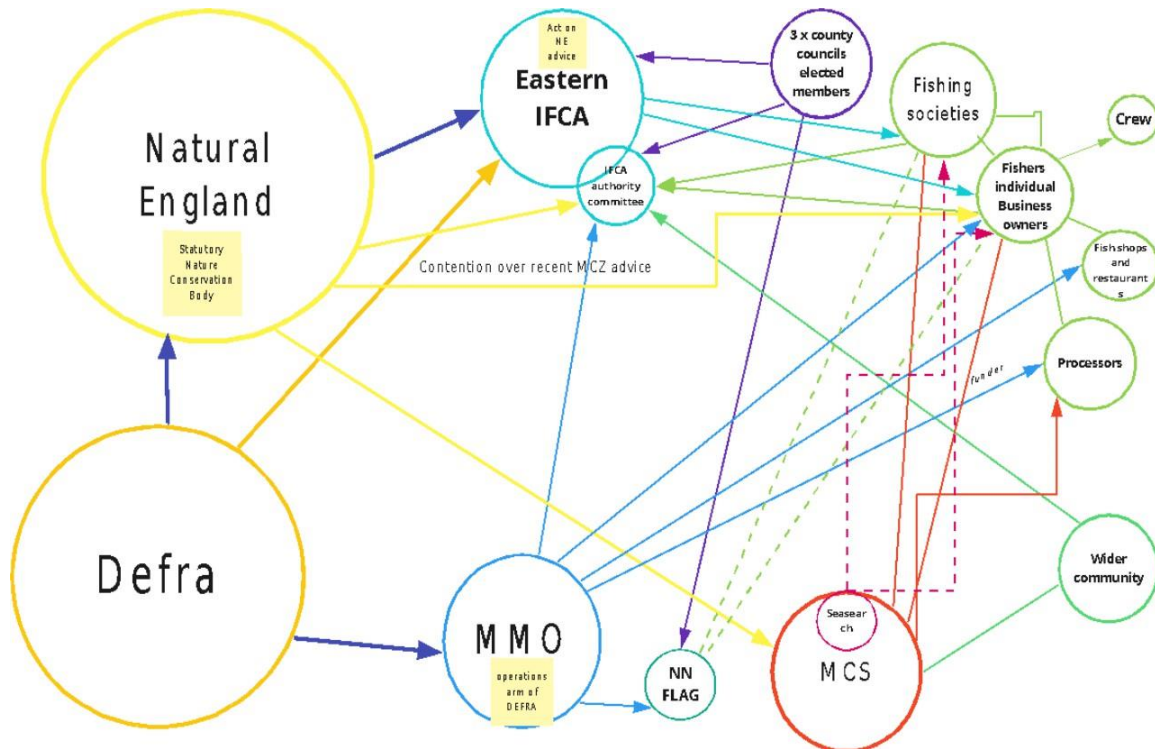 Act on
NE
advice
Eastern
IFCA
3 x county
councils
elected
members
Fishing
societies
Crew
Natural
England
Statutory
Nature
Conservation
Body
IFCA
authority
committee
Fishers
individual
Business
owners
Contention over recent MCZ advice
Fish shops
and
restaurant
s
funder
Processors
Defra
MMO
operations
arm of
DEFRA
NN
FLAG
Seasear
ch
MCS
Wider
community